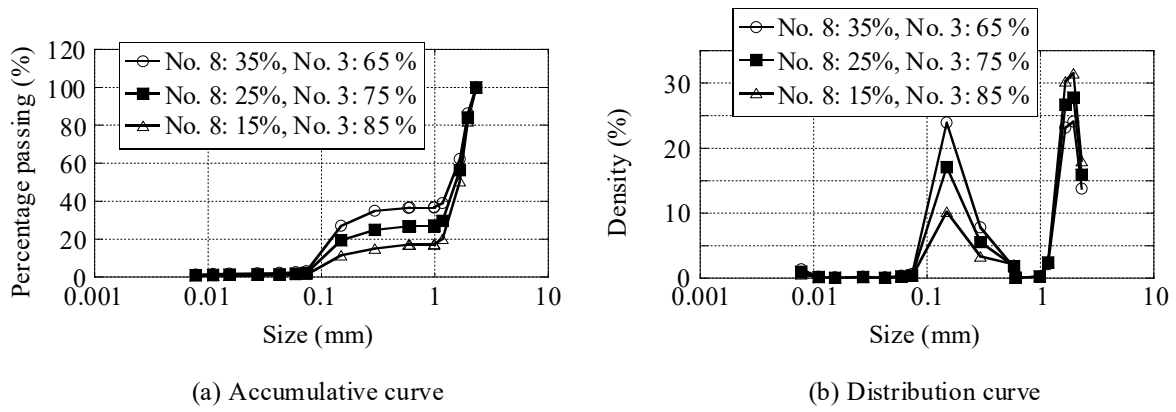 No. 8: 35%, No. 3: 65 %
No. 8: 25%, No. 3: 75 %
No. 8: 15%, No. 3: 85 %
Percentage passing (%)
120
100
80
60
40
20
0
0.001 0.01 0.1 1 10
Size (mm)
(a) Accumulative curve
No. 8: 35%, No. 3: 65 %
No. 8: 25%, No. 3: 75 %
No. 8: 15%, No. 3: 85 %
Density (%)
30
20
10
0
0.001 0.01 0.1 1 10
Size (mm)
(b) Distribution curve